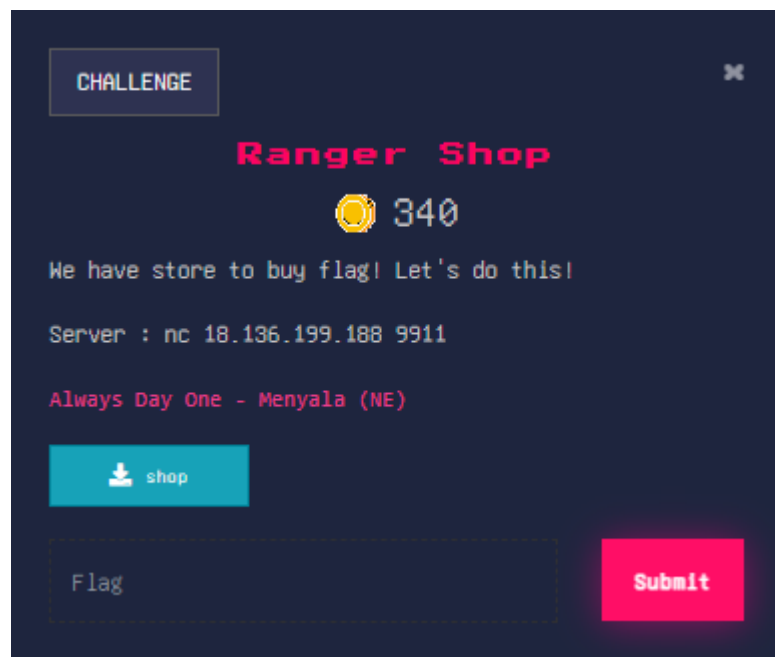 CHALLENGE
✖
Ranger Shop
340
We have store to buy flag! Let's do this!
Server : nc 18.136.199.188 9911
Always Day One - Menyala (NE)
shop
Flag
Submit